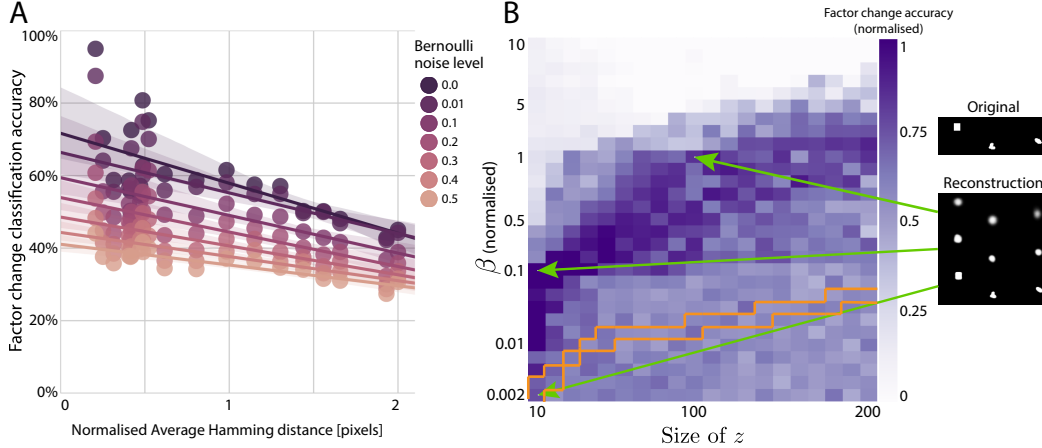 A
Factor change classification accuracy
100%
80%
60%
40%
20%
0%
0
1
2
Normalised Average Hamming distance [pixels]
Bernoulli
noise level
0.0
0.01
0.1
0.2
0.3
0.4
0.5
B
β (normalised)
10
5
1
0.5
0.1
0.01
0.002
10
100
200
Size of z
Factor change accuracy
(normalised)
1
0.75
0.5
0.25
0
Original
Reconstruction